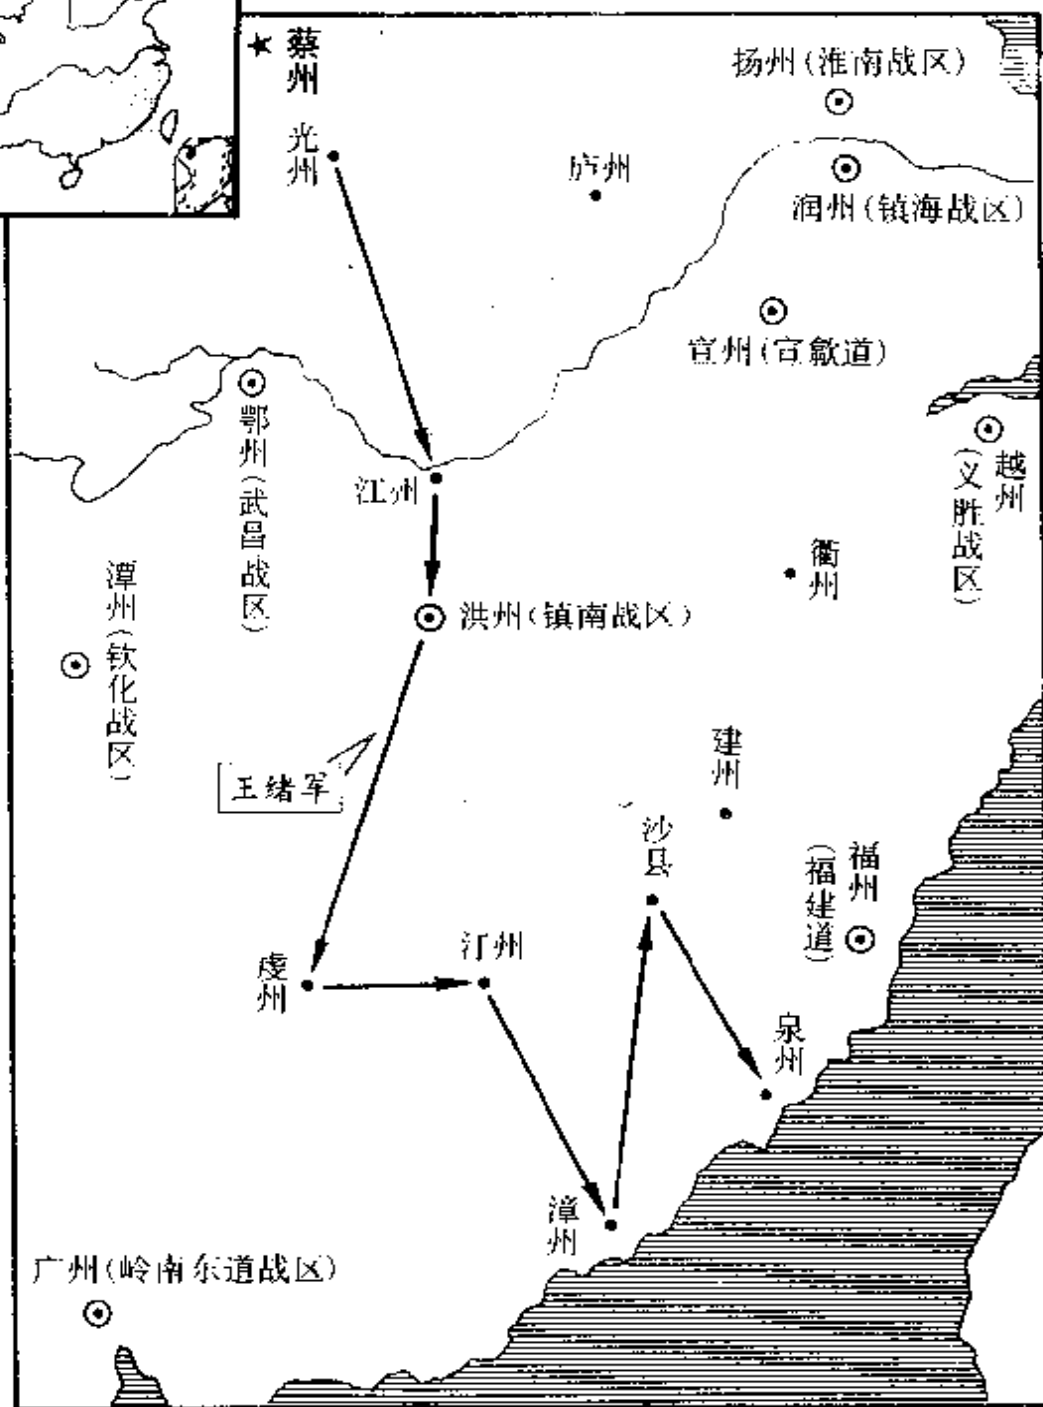 蔡州
扬州(淮南战区)
光州
庐州
润州(镇海战区)
宣州(宣歙道)
鄂州(武昌战区)
江州
越州
(义胜战区)
衢州
潭州(钦化战区)
洪州(镇南战区)
建州
王绪军
沙县
福州
(福建道)
虔州
汀州
泉州
漳州
广州(岭南东道战区)